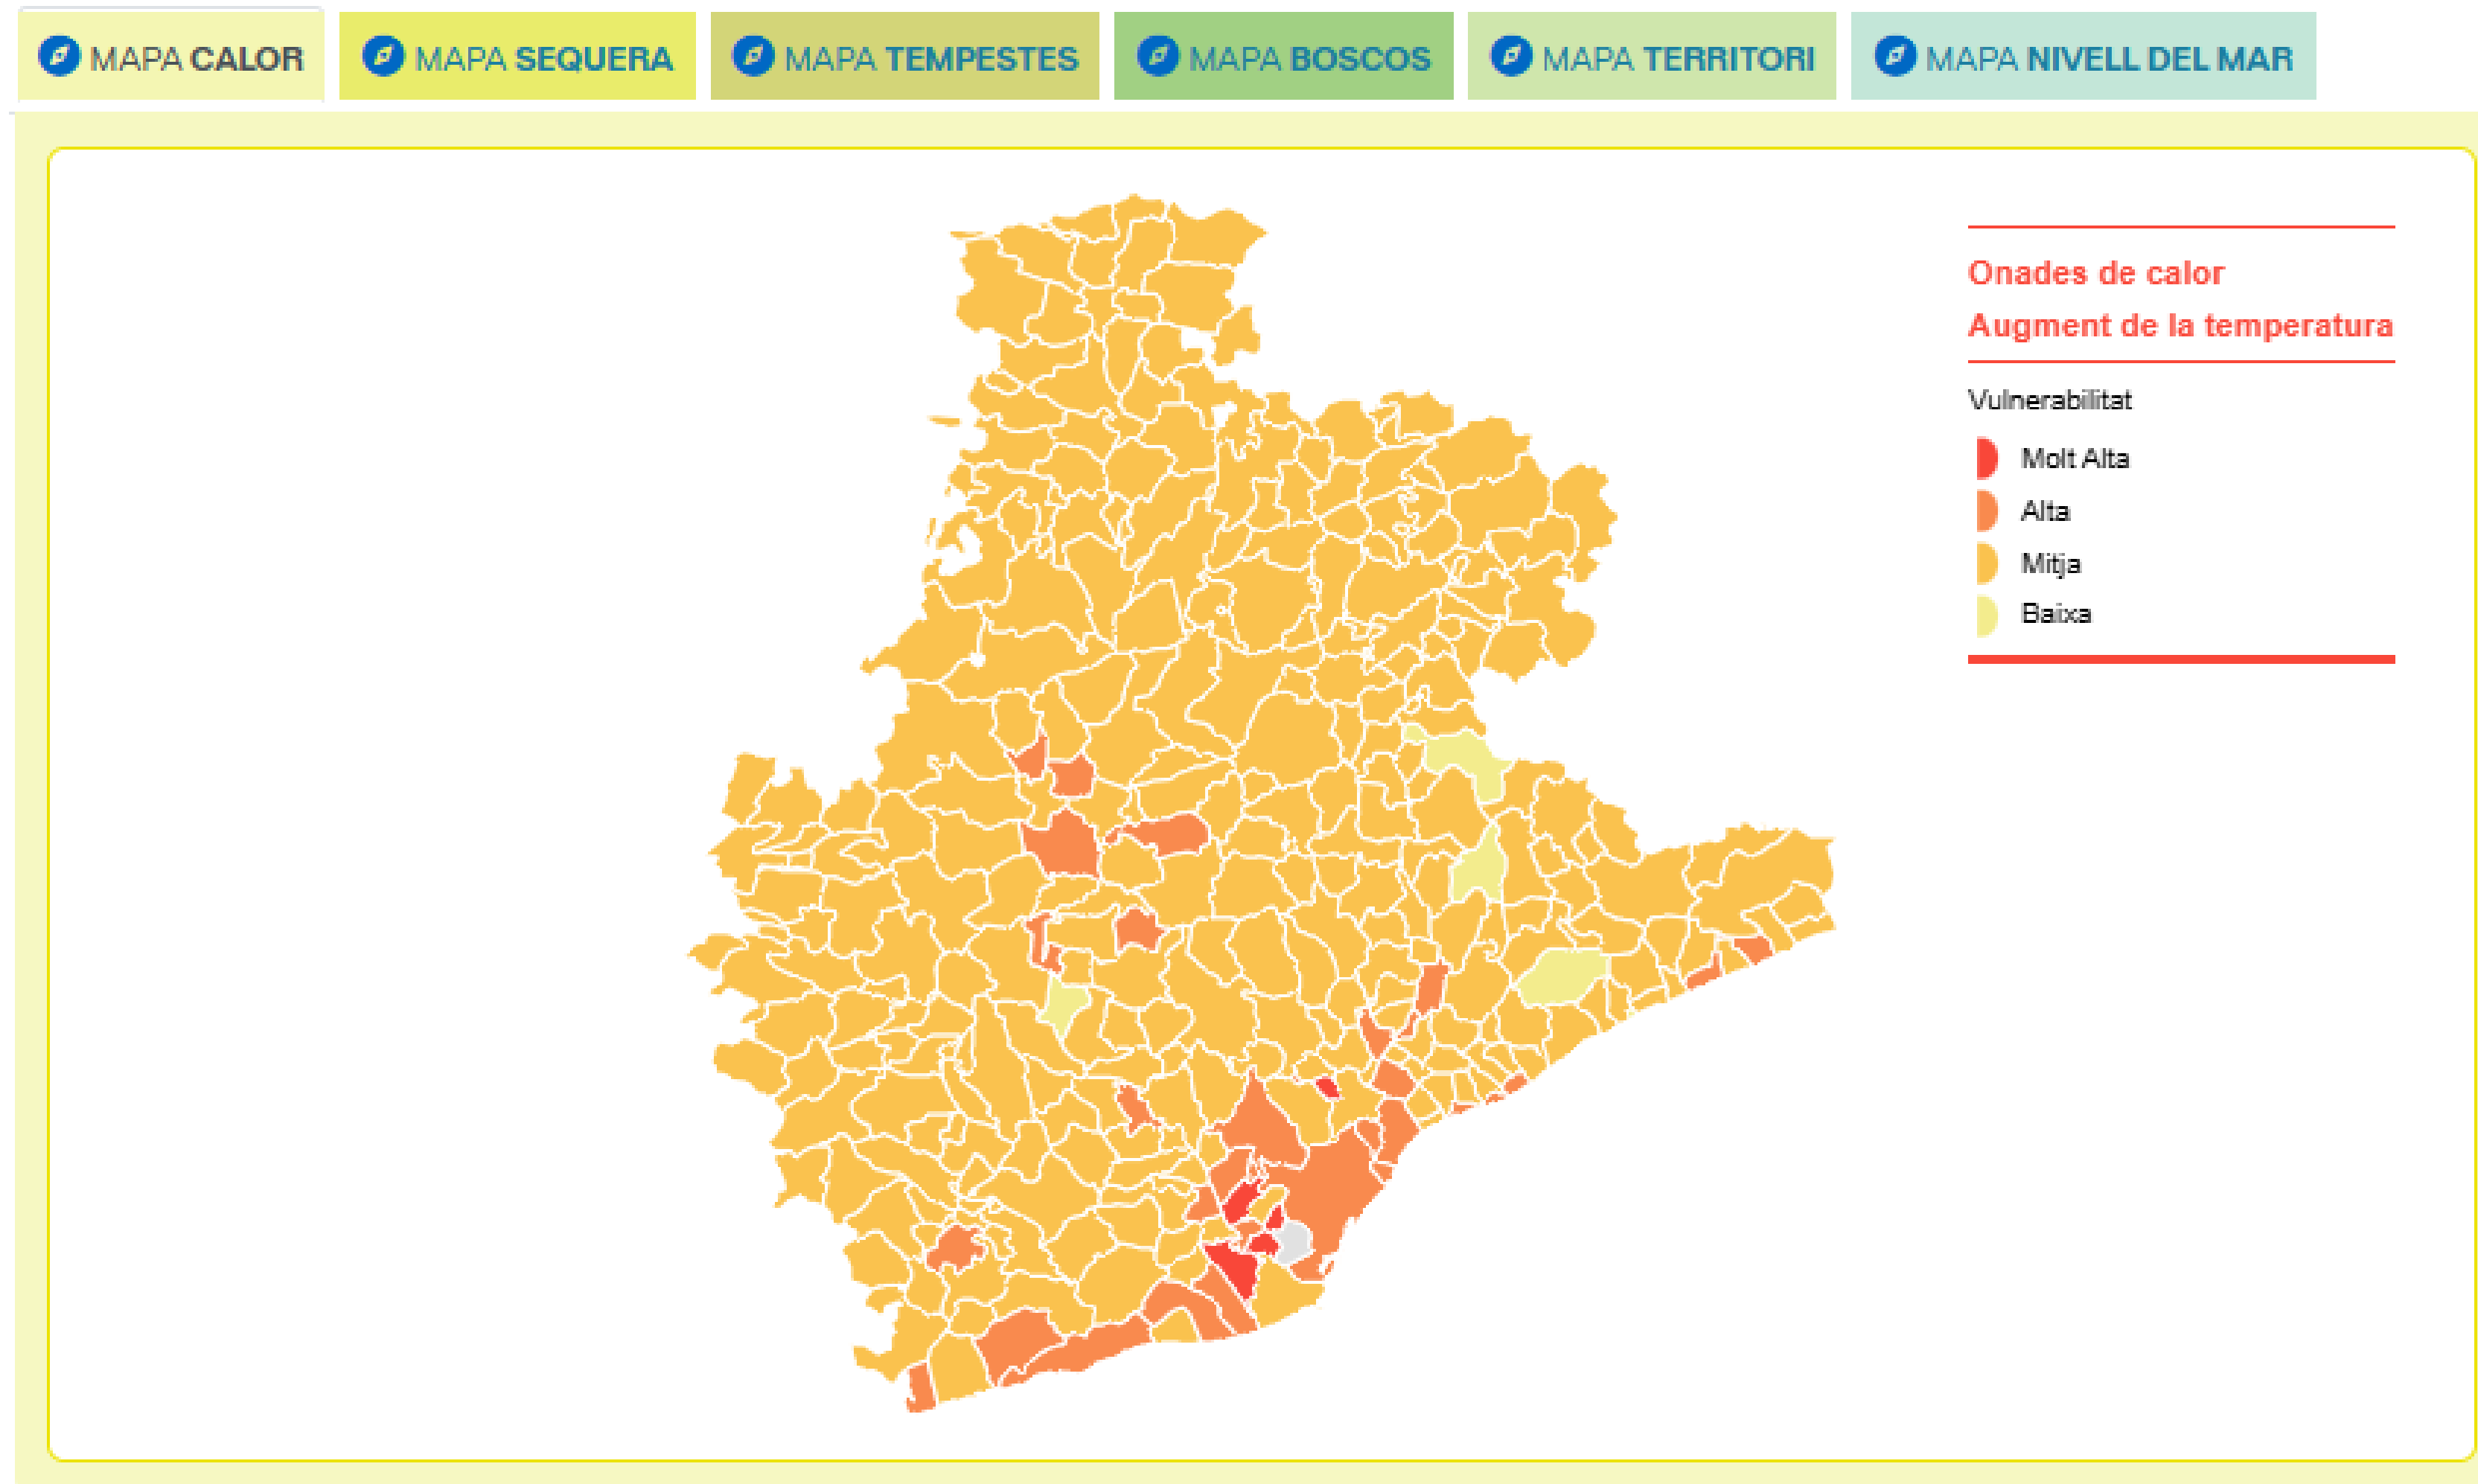 MAPA CALOR
MAPA SEQUERA
MAPA TEMPESTES
MAPA BOSCOS
MAPA TERRITORI
MAPA NIVELL DEL MAR
Onades de calor
Augment de la temperatura
Vulnerabilitat
Molt Alta
Alta
Mitja
Baixa